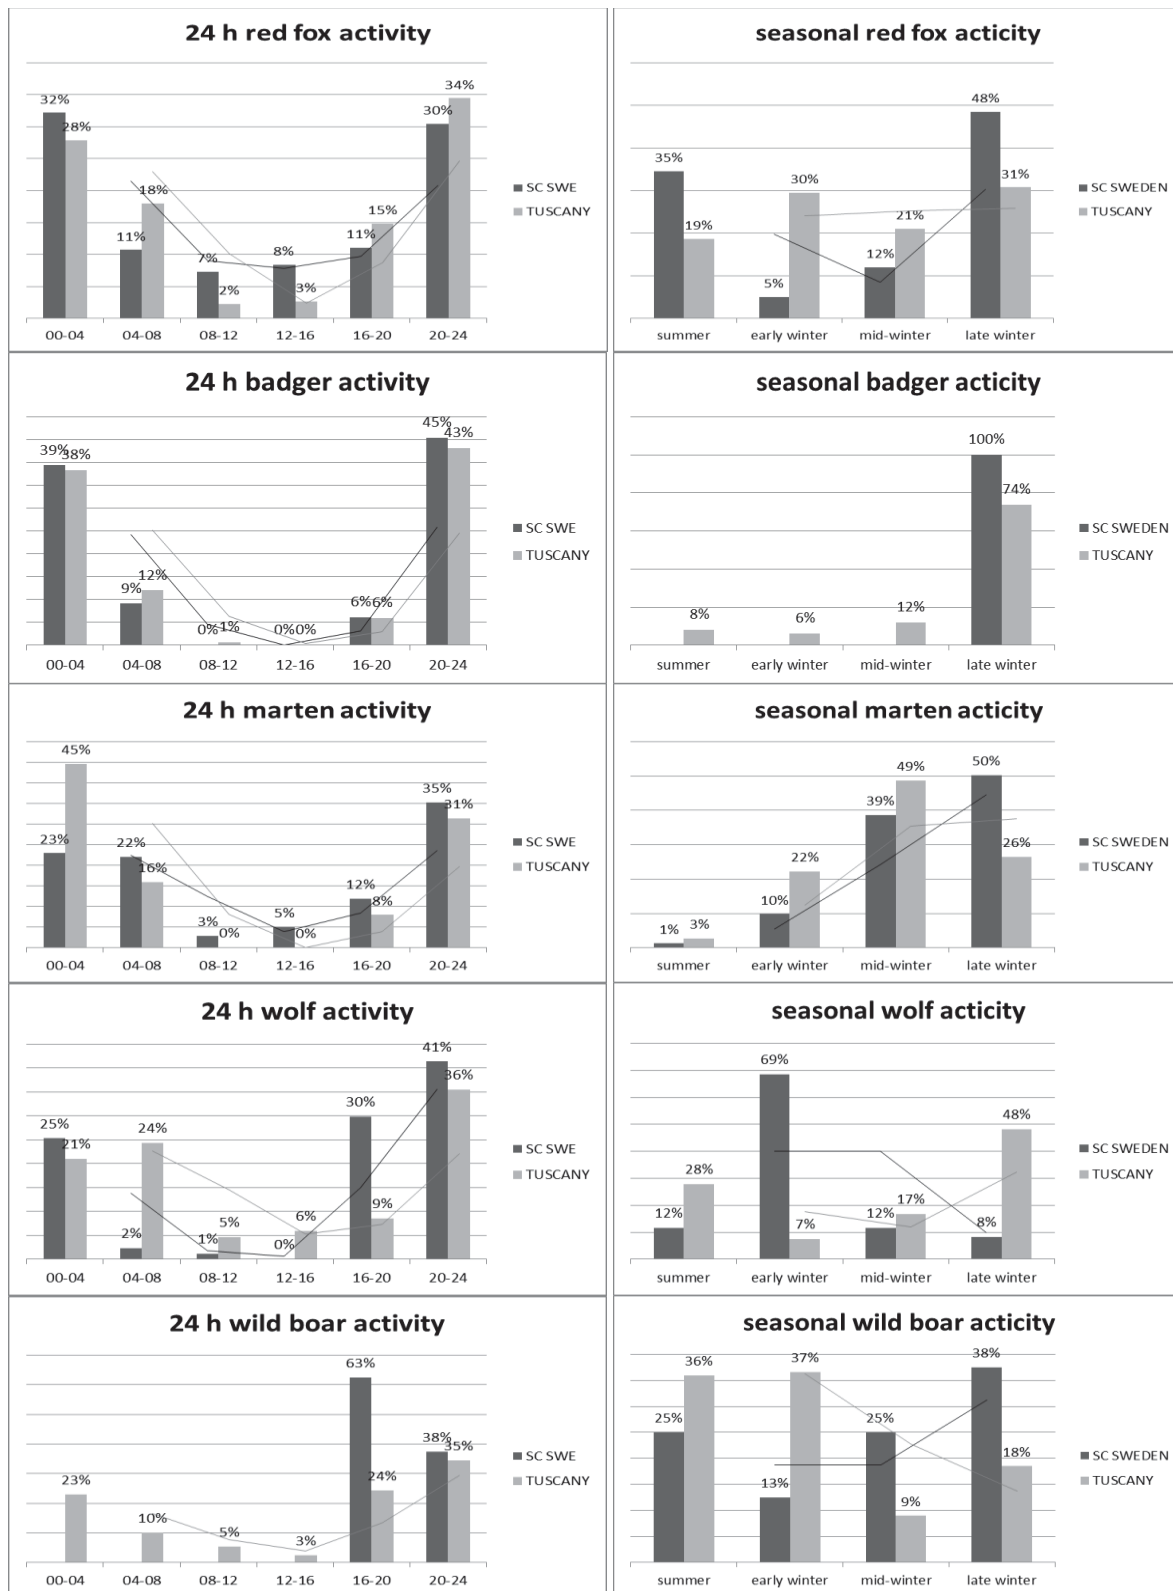 24 h red fox activity
32%
28%
11%
18%
7%
2%
8%
3%
11%
15%
30%
34%
00-04 04-08 08-12 12-16 16-20 20-24
SC SWE
TUSCANY
seasonal red fox acticity
35%
19%
5%
30%
12%
21%
48%
31%
summer early winter mid-winter late winter
SC SWEDEN
TUSCANY
24 h badger activity
39%
38%
9%
12%
0%
1%
0%
0%
6%
6%
45%
43%
00-04 04-08 08-12 12-16 16-20 20-24
SC SWE
TUSCANY
seasonal badger acticity
8%
6%
12%
100%
74%
summer early winter mid-winter late winter
SC SWEDEN
TUSCANY
24 h marten activity
23%
45%
22%
16%
3%
0%
5%
0%
12%
8%
35%
31%
00-04 04-08 08-12 12-16 16-20 20-24
SC SWE
TUSCANY
seasonal marten acticity
1%
3%
10%
22%
39%
49%
50%
26%
summer early winter mid-winter late winter
SC SWEDEN
TUSCANY
24 h wolf activity
25%
21%
2%
24%
1%
5%
0%
6%
30%
9%
41%
36%
00-04 04-08 08-12 12-16 16-20 20-24
SC SWE
TUSCANY
seasonal wolf acticity
12%
28%
69%
7%
12%
17%
8%
48%
summer early winter mid-winter late winter
SC SWEDEN
TUSCANY
24 h wild boar activity
23%
10%
5%
3%
63%
24%
38%
35%
00-04 04-08 08-12 12-16 16-20 20-24
SC SWE
TUSCANY
seasonal wild boar acticity
25%
36%
13%
37%
25%
9%
38%
18%
summer early winter mid-winter late winter
SC SWEDEN
TUSCANY